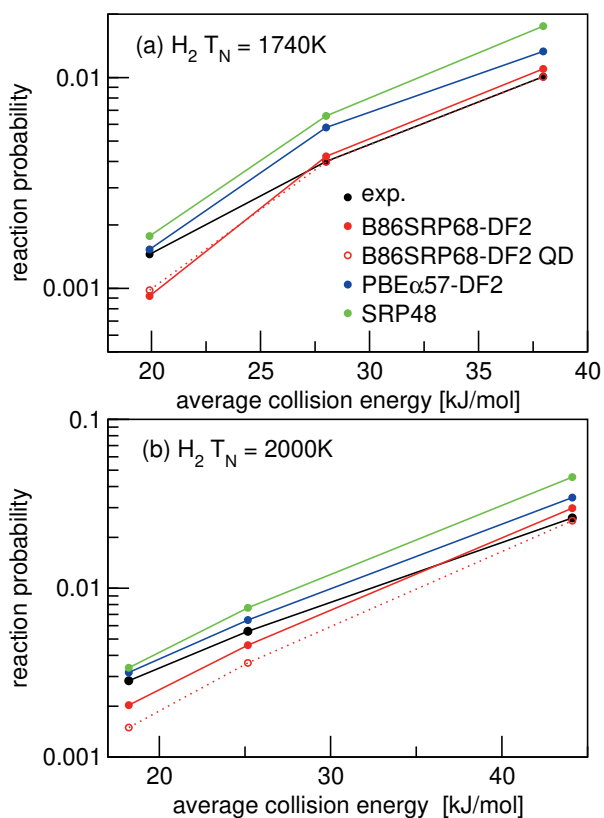 (a) H₂ T_N = 1740K
0.01
0.001
reaction probability
exp.
B86SRP68-DF2
B86SRP68-DF2 QD
PBEα57-DF2
SRP48
20 25 30 35 40
average collision energy [kJ/mol]
(b) H₂ T_N = 2000K
0.1
0.01
0.001
reaction probability
20 30 40
average collision energy [kJ/mol]